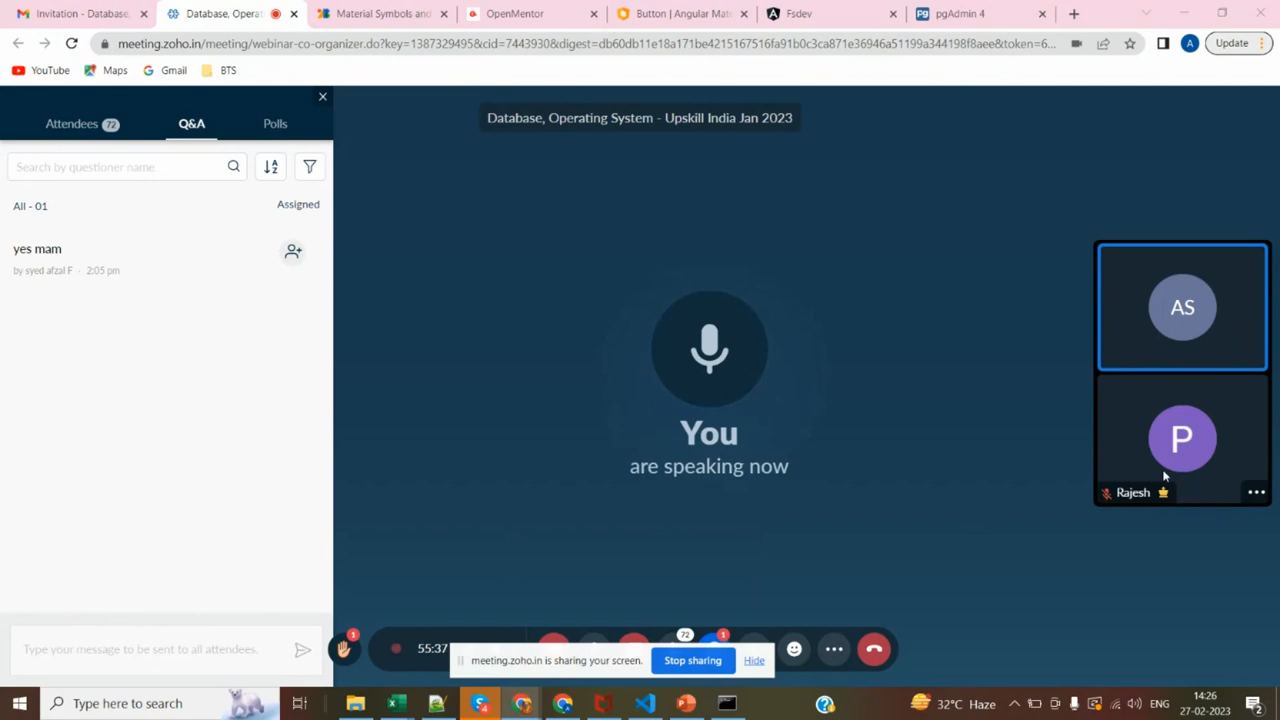 Invitation - Database,
Database, Operati
Material Symbols and
OpenMentor
Button | Angular Mate
Fsdev
pgAdmin 4
meeting.zoho.in/meeting/webinar-co-organizer.do?key=1387329495&cid=7443930&digest=db60db11e18a171be4215167516fa91b0c3ca871e36946a51199a344198f8aee&token=6...
A
Update
YouTube
Maps
Gmail
BTS
Attendees 72
Q&A
Polls
Database, Operating System - Upskill India Jan 2023
Search by questioner name
All - 01
Assigned
yes mam
by syed afzal F · 2:05 pm
AS
You
are speaking now
P
Rajesh
Type your message to be sent to all attendees.
1
55:37
72
1
meeting.zoho.in is sharing your screen.
Stop sharing
Hide
Type here to search
32°C Haze
ENG
14:26
27-02-2023
2